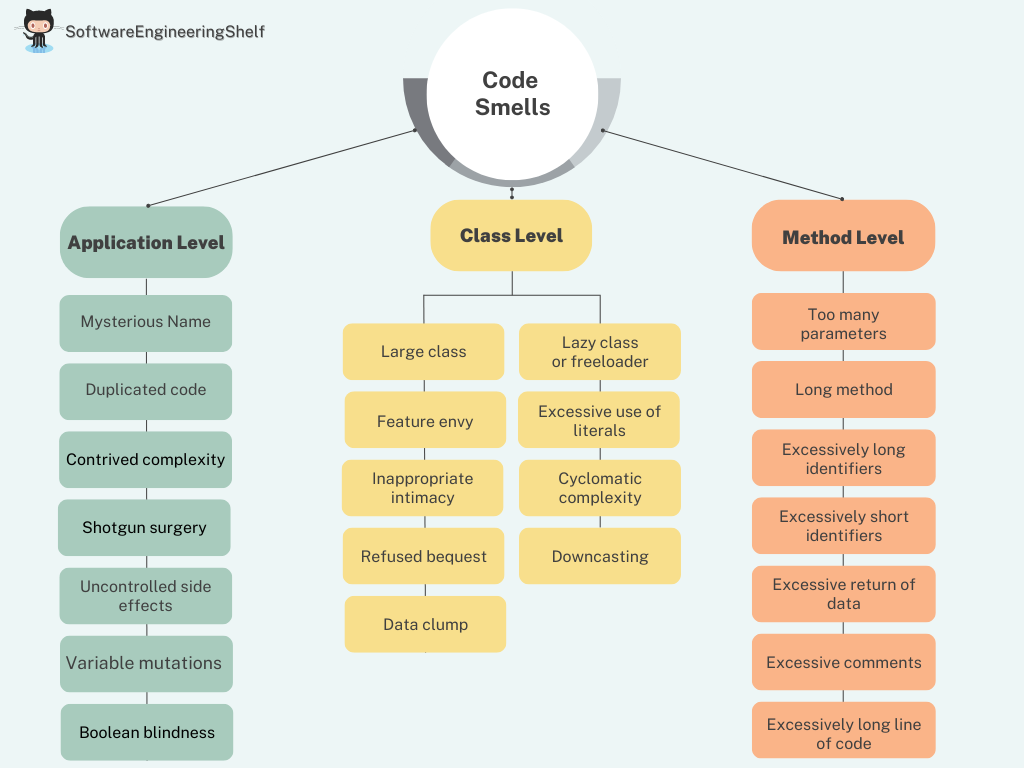 SoftwareEngineeringShelf
Code
Smells
Application Level
Mysterious Name
Duplicated code
Contrived complexity
Shotgun surgery
Uncontrolled side
effects
Variable mutations
Boolean blindness
Class Level
Large class
Feature envy
Inappropriate
intimacy
Refused bequest
Data clump
Lazy class
or freeloader
Excessive use of
literals
Cyclomatic
complexity
Downcasting
Method Level
Too many
parameters
Long method
Excessively long
identifiers
Excessively short
identifiers
Excessive return of
data
Excessive comments
Excessively long line
of code